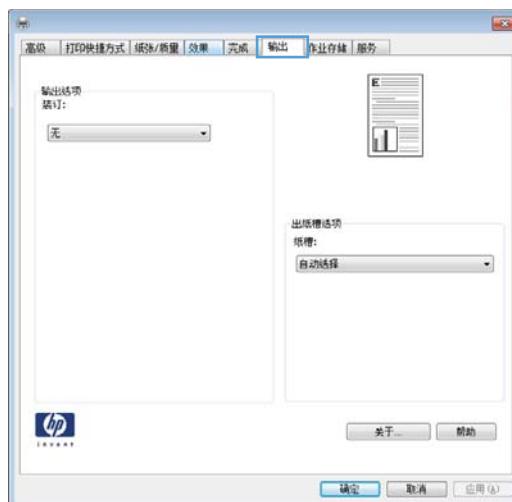 高级 打印快捷方式 纸张/质量 效果 完成 输出 作业存储 服务
输出选项
装订:
无
E
出纸槽选项
纸槽:
自动选择
hp
invent
关于... 帮助
确定 取消 应用(A)